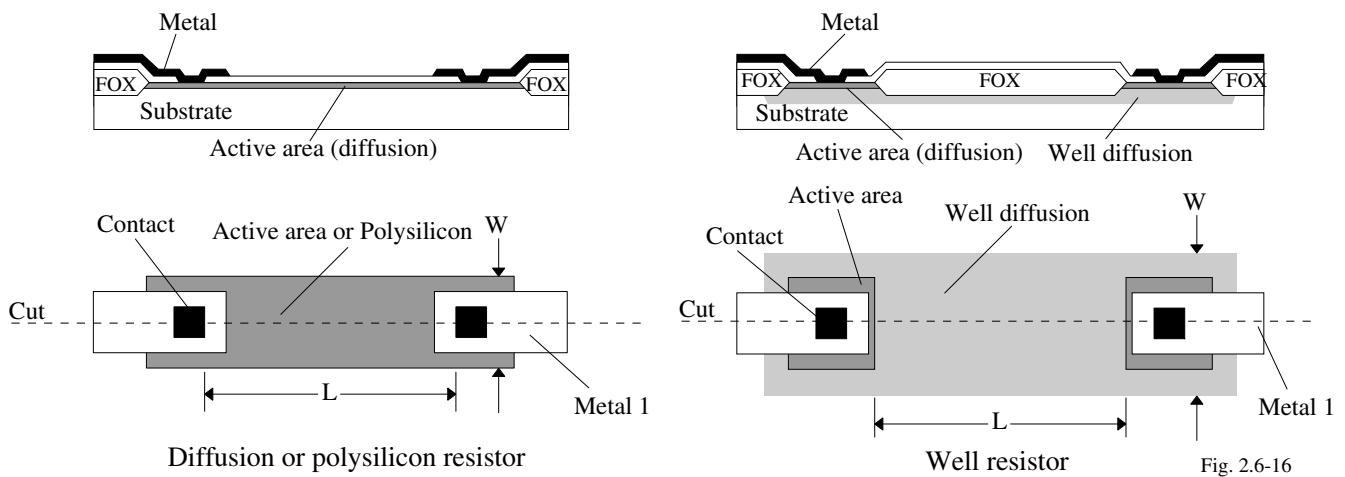 Metal
FOX
FOX
Substrate
Active area (diffusion)
Contact
Active area or Polysilicon
W
Cut
L
Metal 1
Diffusion or polysilicon resistor
Metal
FOX
FOX
FOX
Substrate
Active area (diffusion)
Well diffusion
Active area
Well diffusion
W
Contact
Cut
L
Metal 1
Well resistor
Fig. 2.6-16